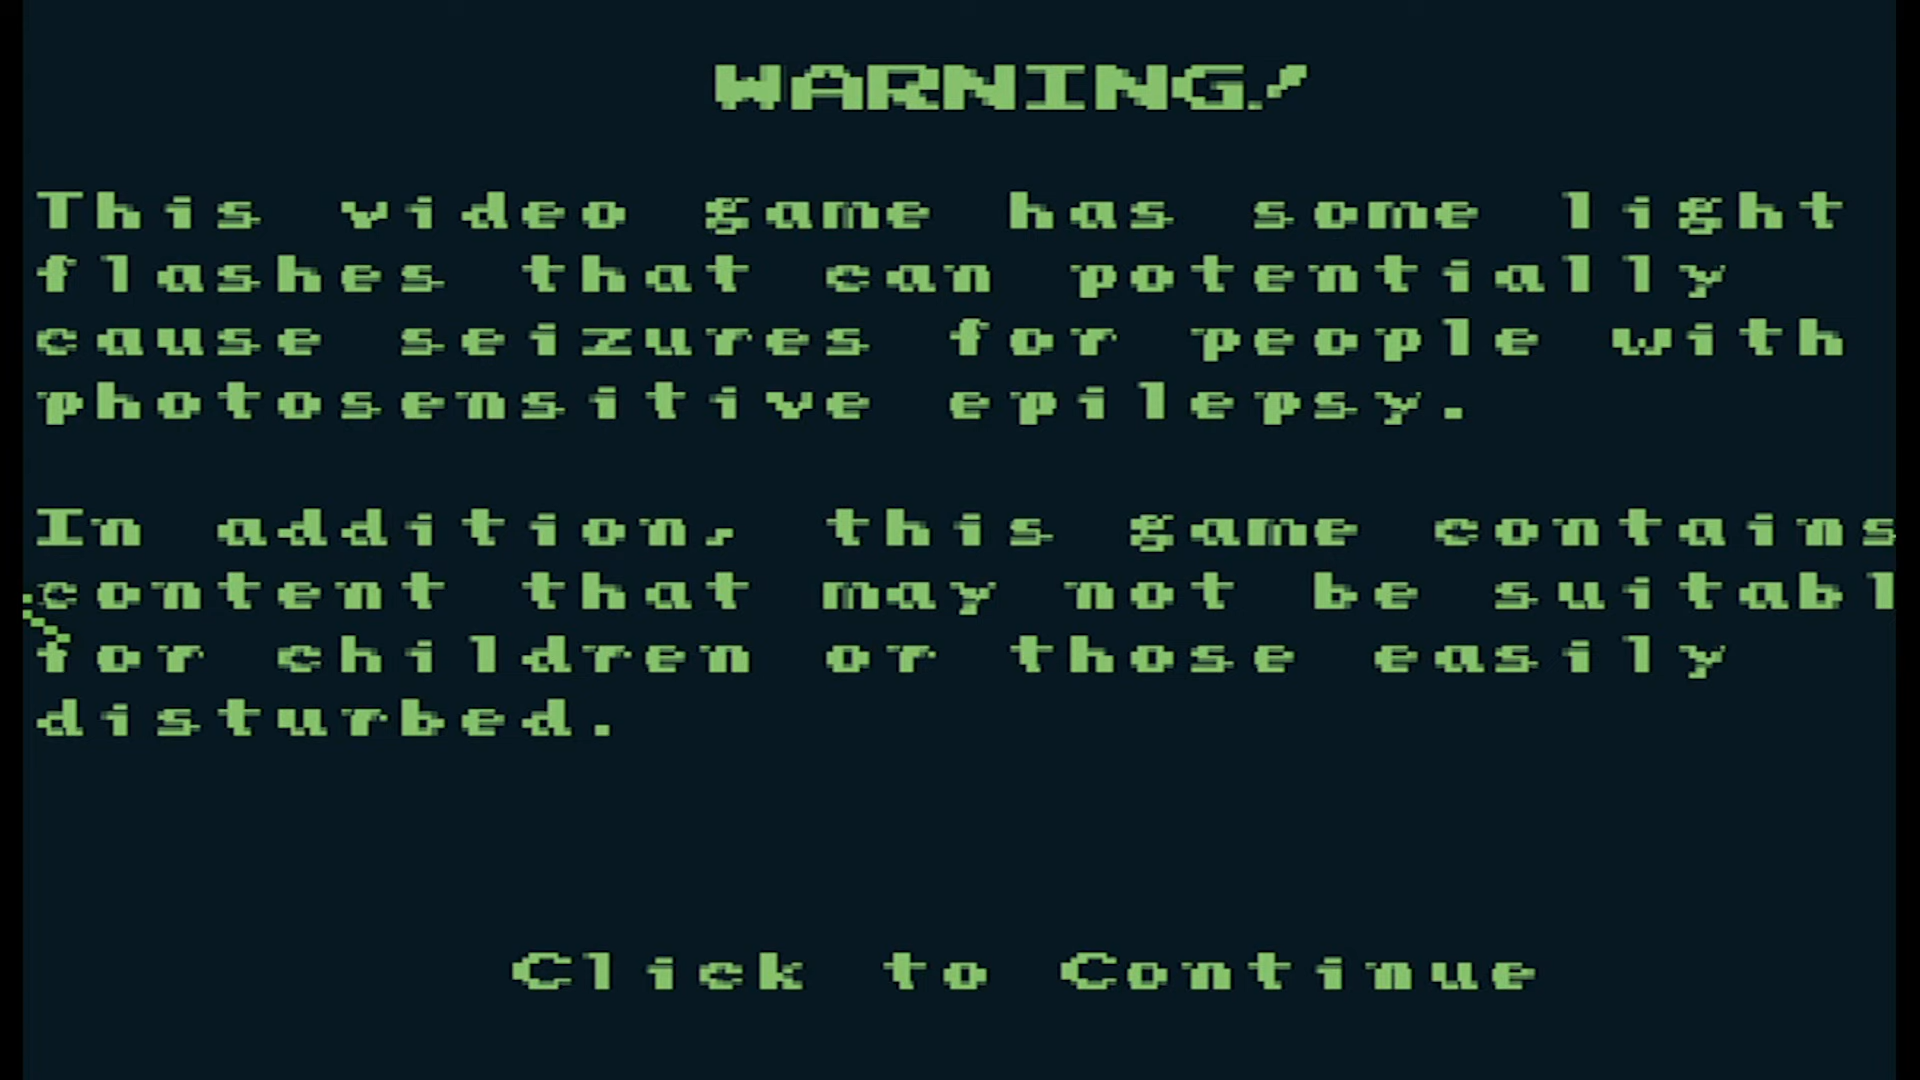 WARNING!
This video game has some light
flashes that can potentially
cause seizures for people with
photosensitive epilepsy.
In addition, this game contains
content that may not be suitabl
for children or those easily
disturbed.
Click to Continue